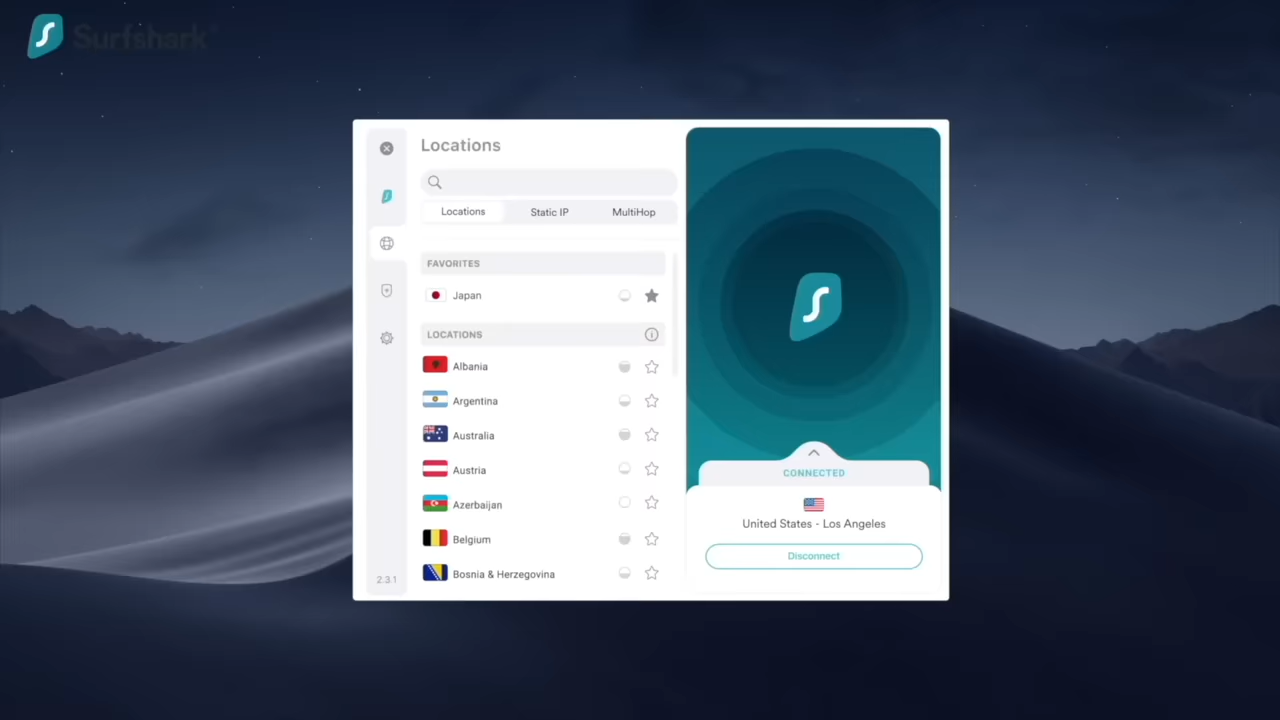 Surfshark®
Locations
Locations Static IP MultiHop
FAVORITES
Japan
LOCATIONS
Albania
Argentina
Australia
Austria
Azerbaijan
Belgium
Bosnia & Herzegovina
2.3.1
CONNECTED
United States - Los Angeles
Disconnect